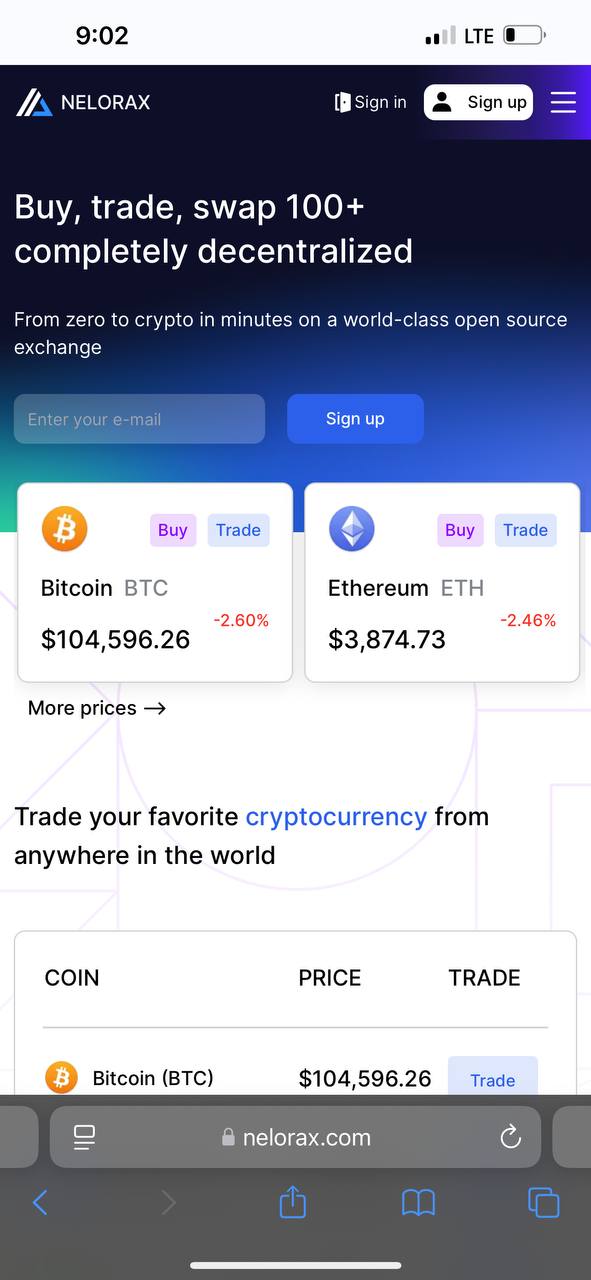 9:02
LTE
NELORAX
Sign in
Sign up
Buy, trade, swap 100+
completely decentralized
From zero to crypto in minutes on a world-class open source
exchange
Enter your e-mail
Sign up
Buy
Trade
Bitcoin BTC
-2.60%
$104,596.26
Buy
Trade
Ethereum ETH
-2.46%
$3,874.73
More prices →
Trade your favorite cryptocurrency from
anywhere in the world
COIN PRICE TRADE
Bitcoin (BTC) $104,596.26 Trade
nelorax.com